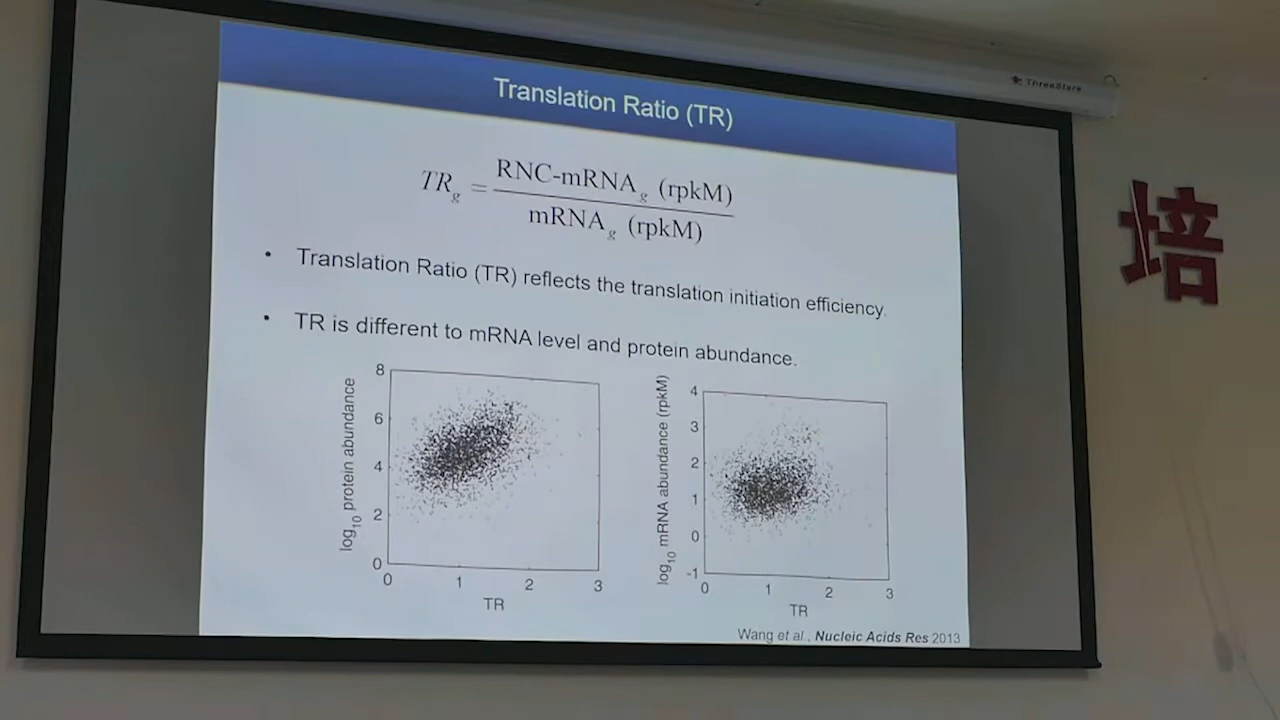 ThreeStars
Translation Ratio (TR)
TR_g = RNC-mRNA_g (rpkM) / mRNA_g (rpkM)
• Translation Ratio (TR) reflects the translation initiation efficiency.
• TR is different to mRNA level and protein abundance.
log10 protein abundance
8
6
4
2
0
0 1 2 3
TR
log10 mRNA abundance (rpkM)
4
3
2
1
0
-1
0 1 2 3
TR
Wang et al., Nucleic Acids Res 2013
培